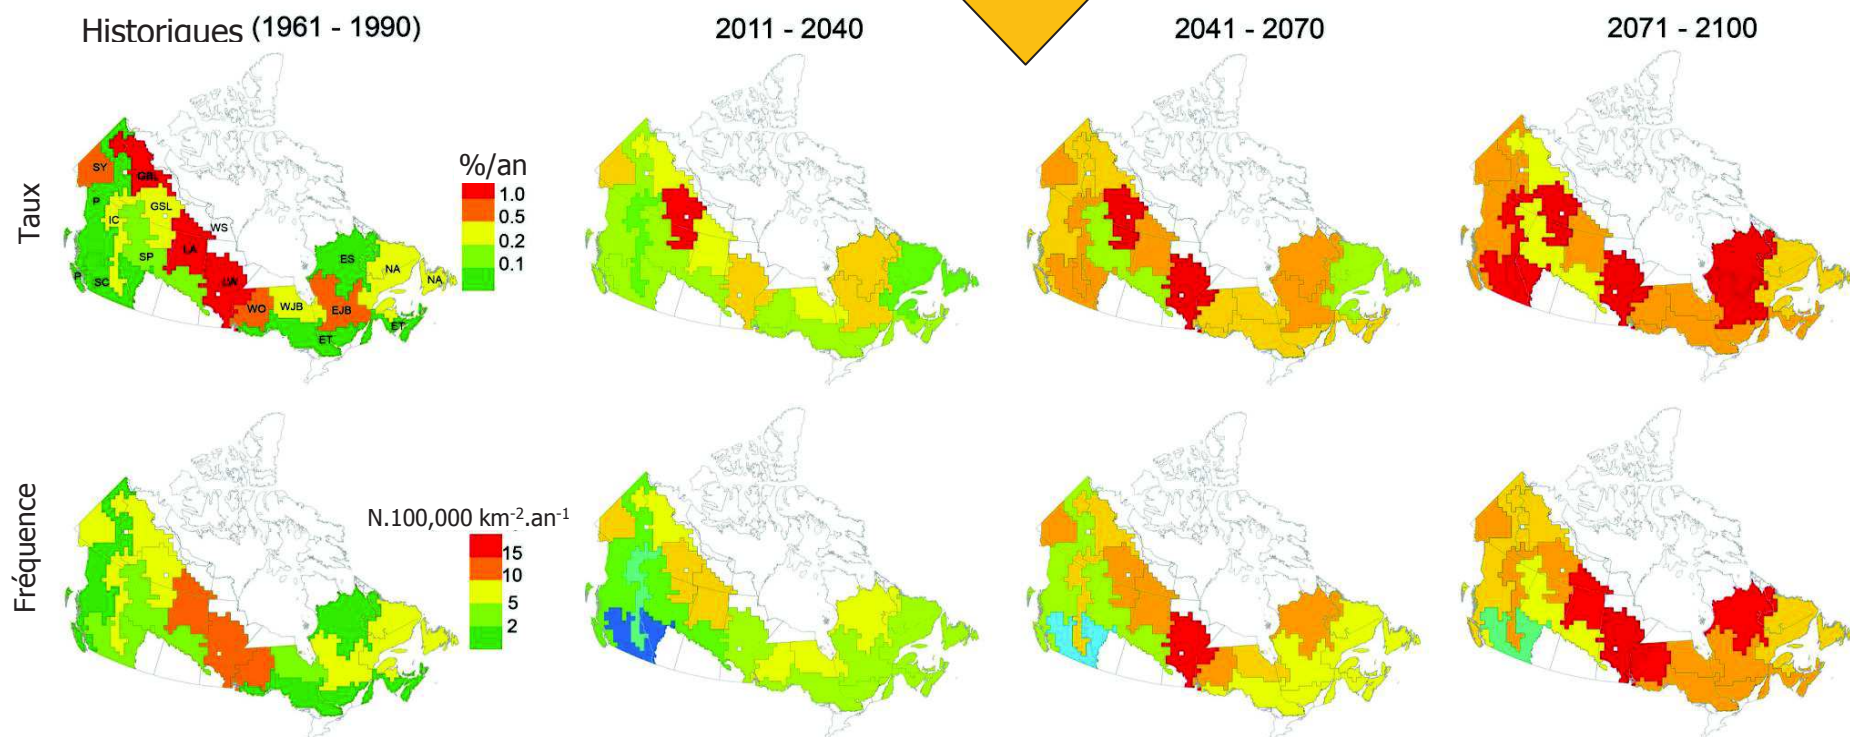 Historiques (1961 - 1990)
2011 - 2040
2041 - 2070
2071 - 2100
Taux
%/an
1.0
0.5
0.2
0.1
SY
GBL
P
GSL
IC
WS
LA
SP
P
SC
LW
WO
WJB
EJB
ES
NA
NA
ET
ET
Fréquence
N.100,000 km⁻².an⁻¹
15
10
5
2